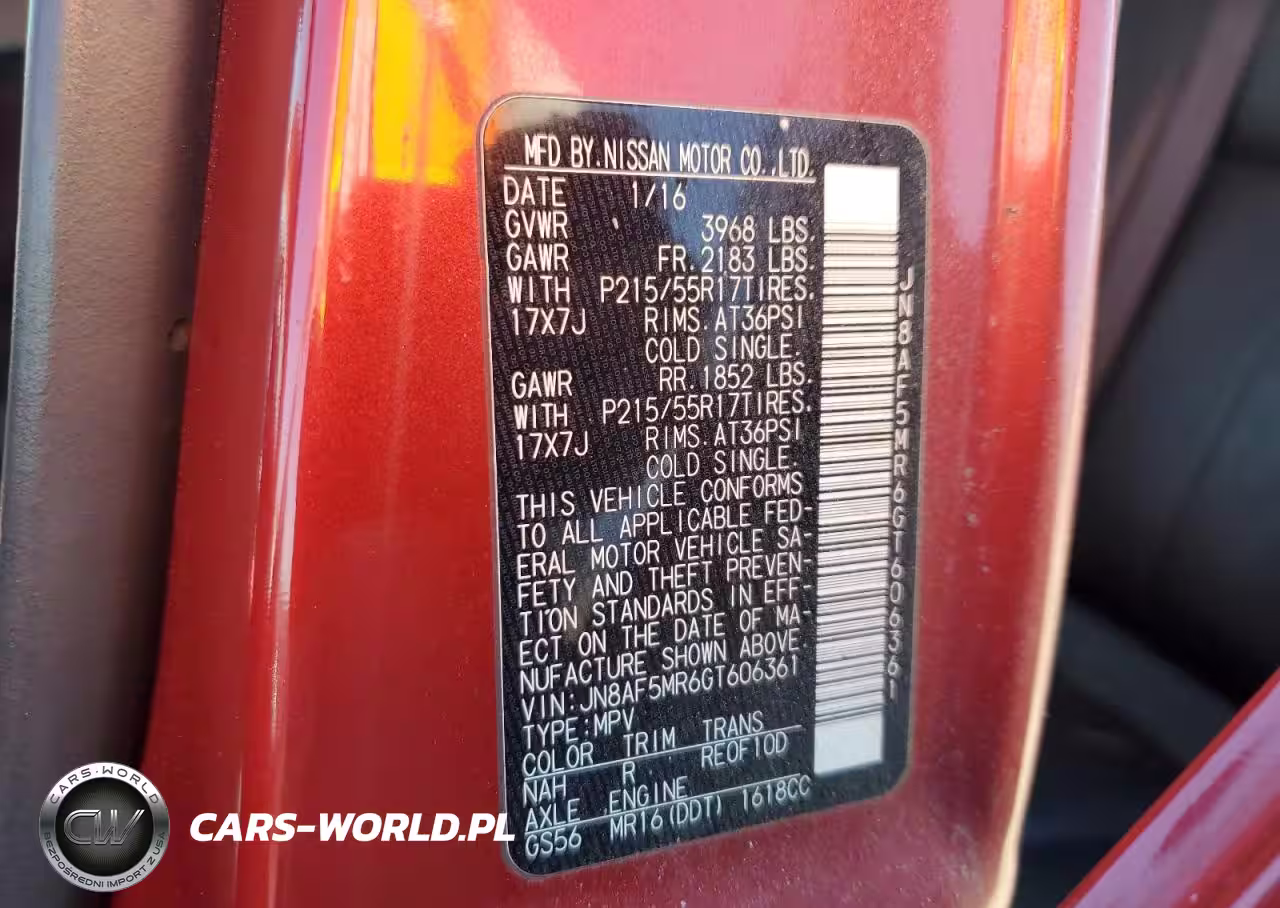 MFD BY.NISSAN MOTOR CO.,LTD.
DATE 1/16
GVWR 3968 LBS.
GAWR FR.2183 LBS.
WITH P215/55R17TIRES.
17X7J RIMS.AT36PSI
COLD SINGLE.
GAWR RR.1852 LBS.
WITH P215/55R17TIRES.
17X7J RIMS.AT36PSI
COLD SINGLE.
THIS VEHICLE CONFORMS
TO ALL APPLICABLE FED-
ERAL MOTOR VEHICLE SA-
FETY AND THEFT PREVEN-
TION STANDARDS IN EFF-
ECT ON THE DATE OF MA-
NUFACTURE SHOWN ABOVE.
VIN:JN8AF5MR6GT606361
TYPE:MPV
COLOR TRIM TRANS
NAH R REOF10D
AXLE ENGINE
GS56 MR16(DDT) 1618CC
JN8AF5MR6GT606361
CARS-WORLD
CW
BEZPOŚREDNI IMPORT Z USA
CARS-WORLD.PL